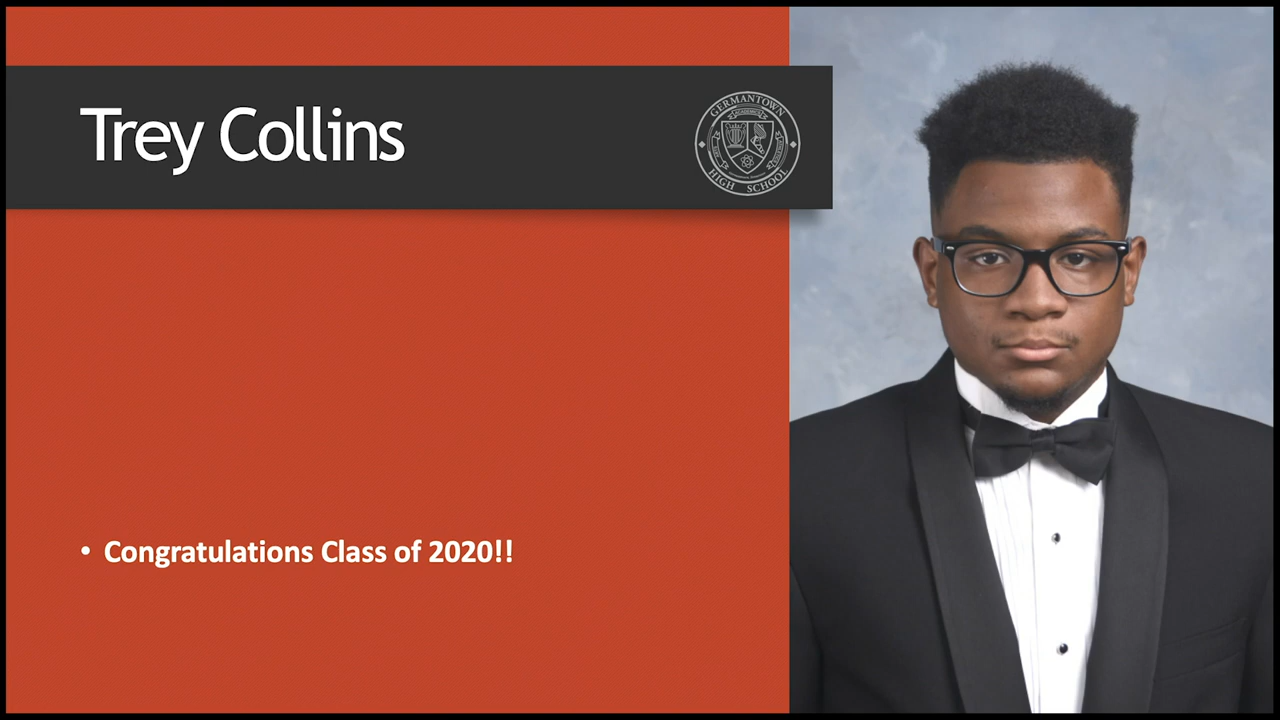 Trey Collins
GERMANTOWN
HIGH SCHOOL
• Congratulations Class of 2020!!